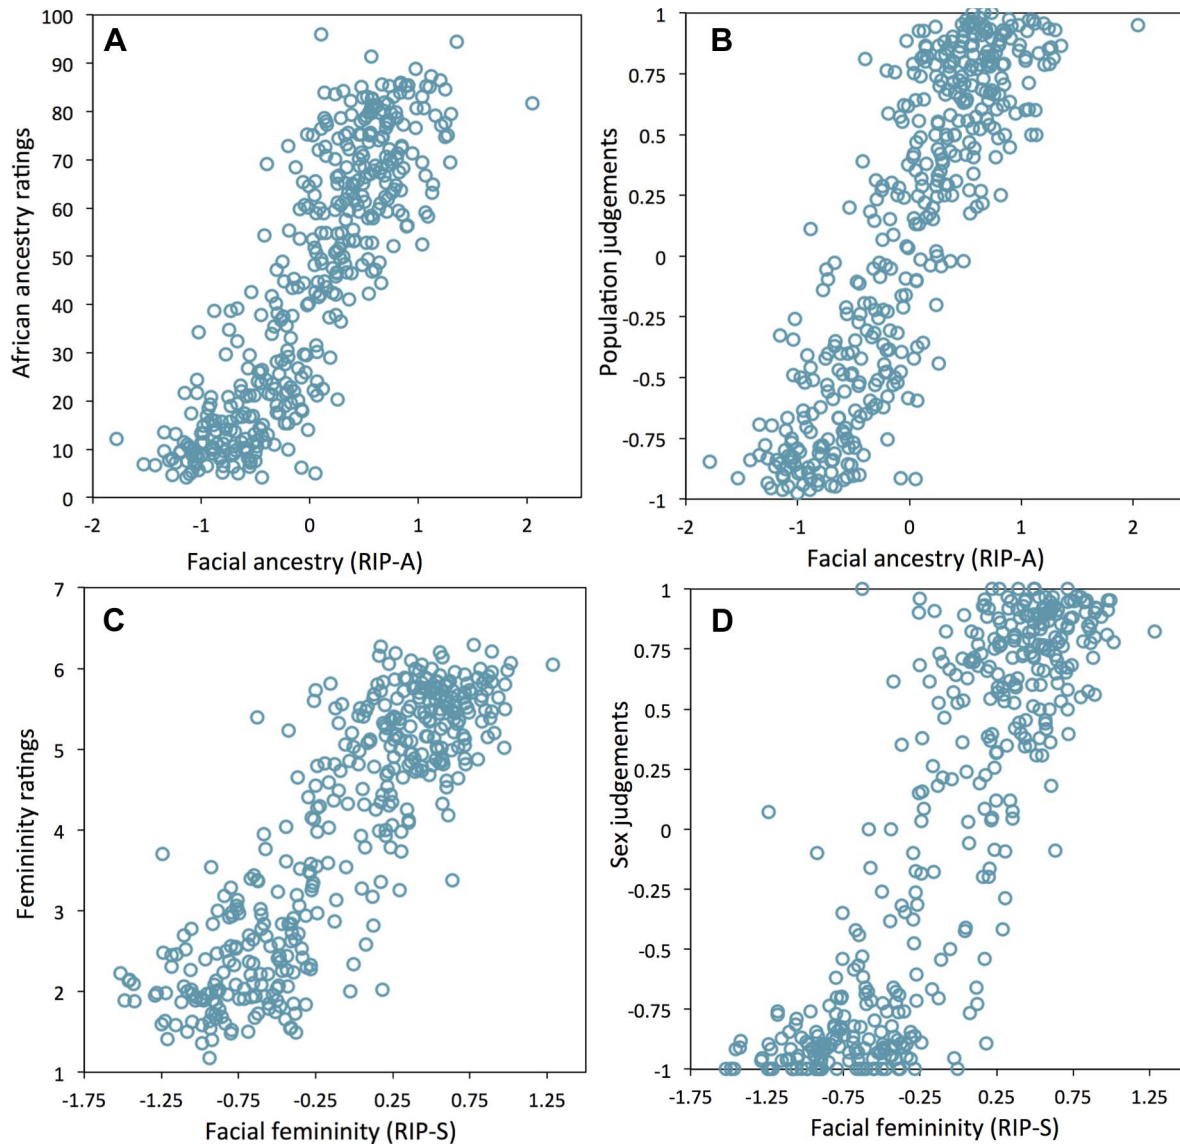 A
African ancestry ratings
100
90
80
70
60
50
40
30
20
10
0
-2 -1 0 1 2
Facial ancestry (RIP-A)
B
Population judgements
1
0.75
0.5
0.25
0
-0.25
-0.5
-0.75
-1
-2 -1 0 1 2
Facial ancestry (RIP-A)
C
Femininity ratings
7
6
5
4
3
2
1
-1.75 -1.25 -0.75 -0.25 0.25 0.75 1.25
Facial femininity (RIP-S)
D
Sex judgements
1
0.75
0.5
0.25
0
-0.25
-0.5
-0.75
-1
-1.75 -1.25 -0.75 -0.25 0.25 0.75 1.25
Facial femininity (RIP-S)